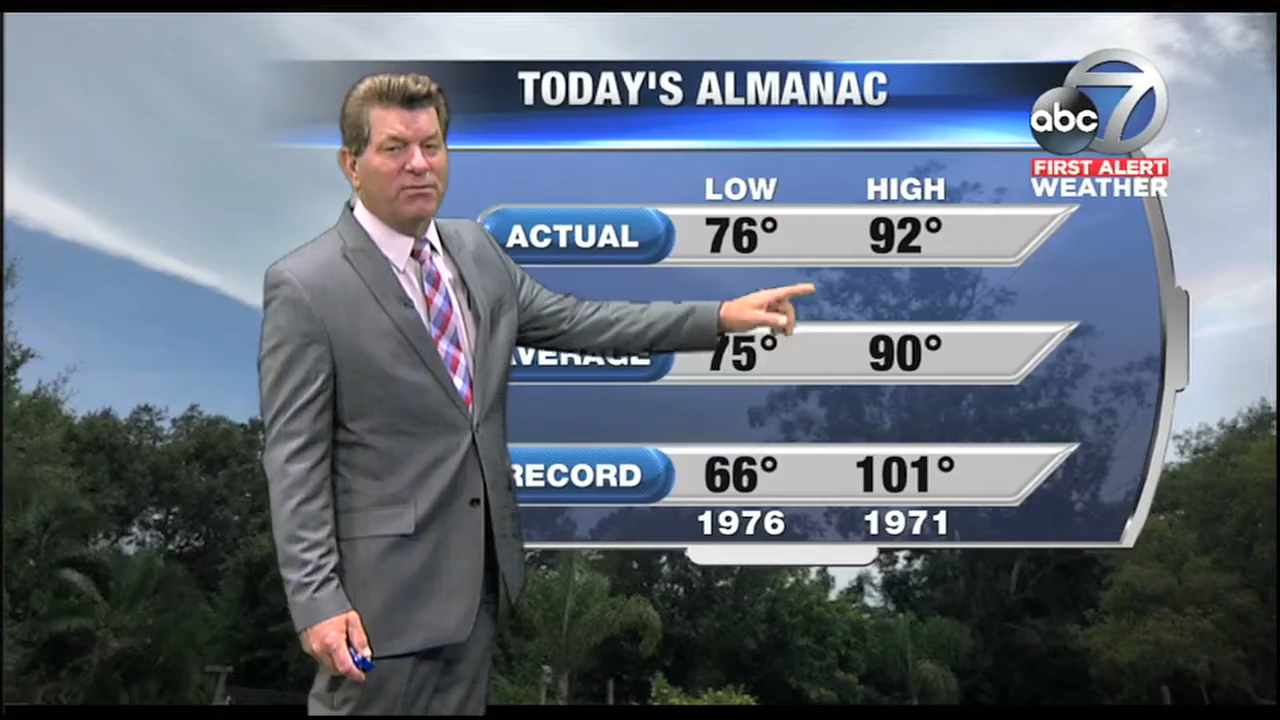 TODAY'S ALMANAC
abc 7
FIRST ALERT
WEATHER
LOW HIGH
ACTUAL 76° 92°
AVERAGE 75° 90°
RECORD 66° 101°
1976 1971